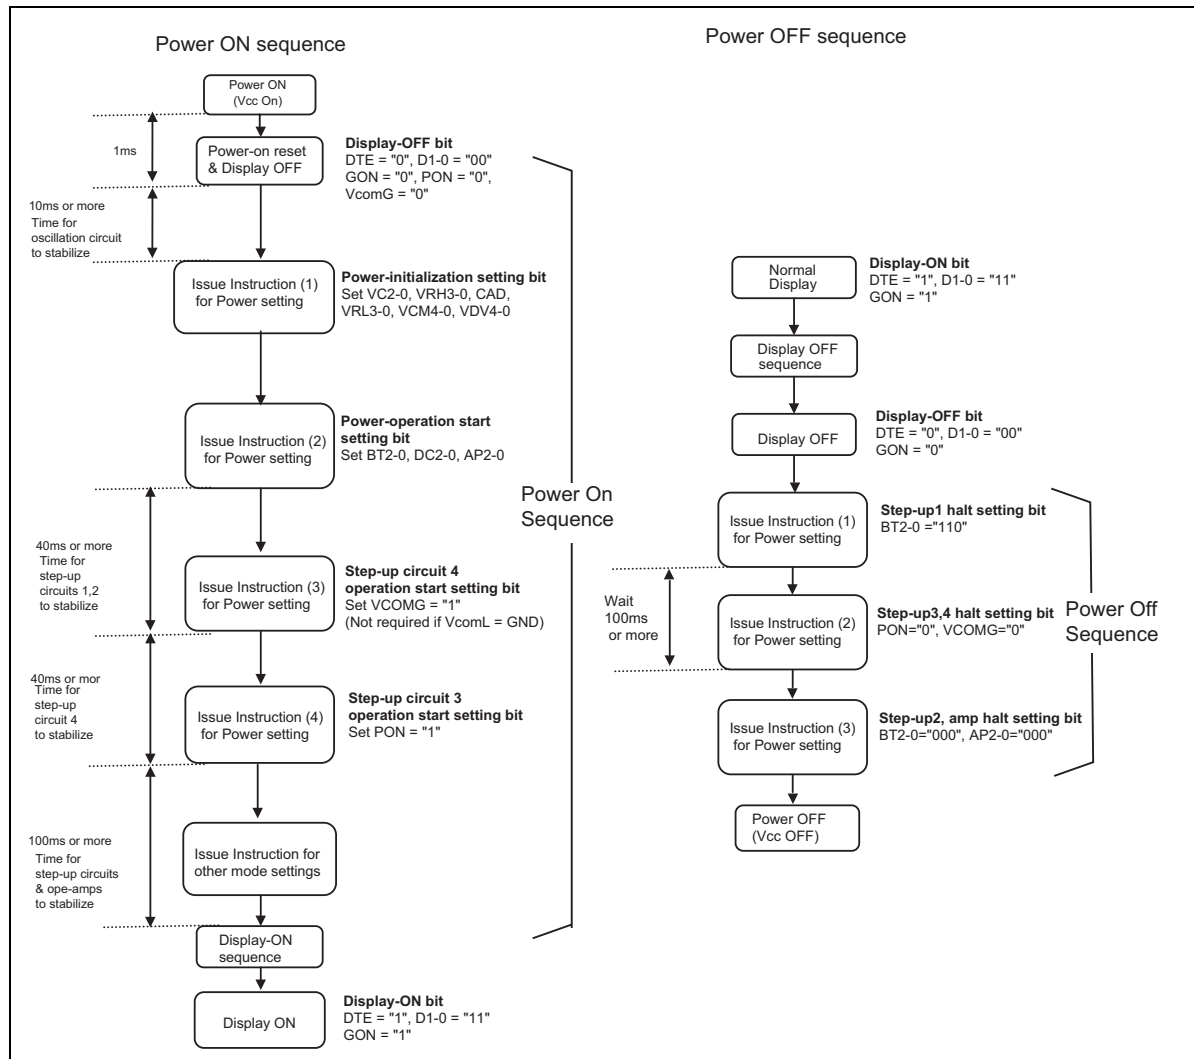 Power ON sequence
Power ON
(Vcc On)
1ms
Power-on reset
& Display OFF
Display-OFF bit
DTE = "0", D1-0 = "00"
GON = "0", PON = "0",
VcomG = "0"
10ms or more
Time for
oscillation circuit
to stabilize
Issue Instruction (1)
for Power setting
Power-initialization setting bit
Set VC2-0, VRH3-0, CAD,
VRL3-0, VCM4-0, VDV4-0
Issue Instruction (2)
for Power setting
Power-operation start
setting bit
Set BT2-0, DC2-0, AP2-0
Power On
Sequence
40ms or more
Time for
step-up
circuits 1,2
to stabilize
Issue Instruction (3)
for Power setting
Step-up circuit 4
operation start setting bit
Set VCOMG = "1"
(Not required if VcomL = GND)
40ms or mor
Time for
step-up
circuit 4
to stabilize
Issue Instruction (4)
for Power setting
Step-up circuit 3
operation start setting bit
Set PON = "1"
100ms or more
Time for
step-up circuits
& ope-amps
to stabilize
Issue Instruction for
other mode settings
Display-ON
sequence
Display ON
Display-ON bit
DTE = "1", D1-0 = "11"
GON = "1"
Power OFF sequence
Normal
Display
Display-ON bit
DTE = "1", D1-0 = "11"
GON = "1"
Display OFF
sequence
Display OFF
Display-OFF bit
DTE = "0", D1-0 = "00"
GON = "0"
Issue Instruction (1)
for Power setting
Step-up1 halt setting bit
BT2-0 ="110"
Wait
100ms
or more
Issue Instruction (2)
for Power setting
Step-up3,4 halt setting bit
PON="0", VCOMG="0"
Power Off
Sequence
Issue Instruction (3)
for Power setting
Step-up2, amp halt setting bit
BT2-0="000", AP2-0="000"
Power OFF
(Vcc OFF)